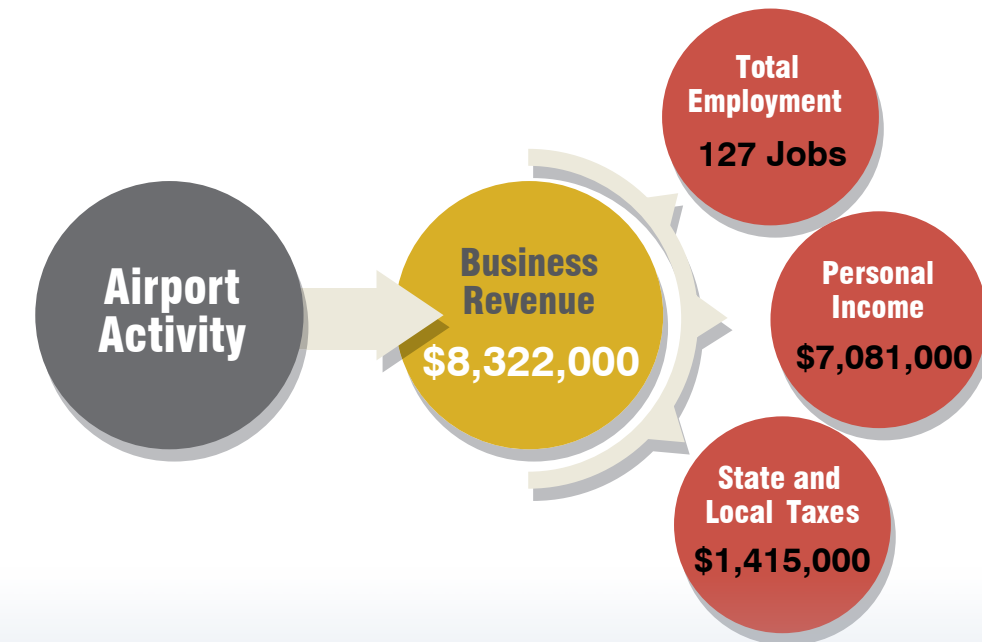 Airport
Activity
Business
Revenue
$8,322,000
Total
Employment
127 Jobs
Personal
Income
$7,081,000
State and
Local Taxes
$1,415,000